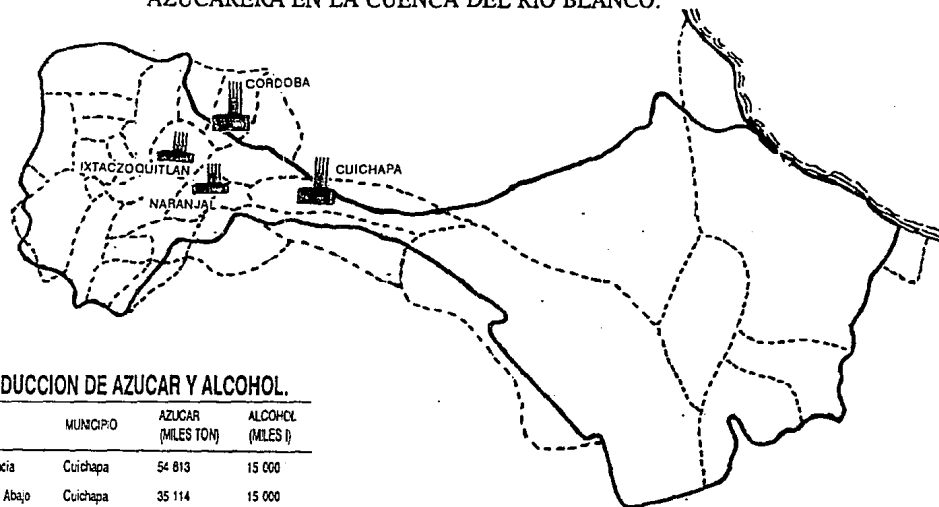 AZUCARERA EN LA CUENCA DEL RIO BLANCO.
CORDOBA
IXTACZOQUITLAN
CUICHAPA
NARANJAL
DUCCION DE AZUCAR Y ALCOHOL.
MUNICIPIO AZUCAR (MILES TON) ALCOHOL (MILES l)
cia Cuichapa 54 813 15 000
Abajo Cuichapa 35 114 15 000